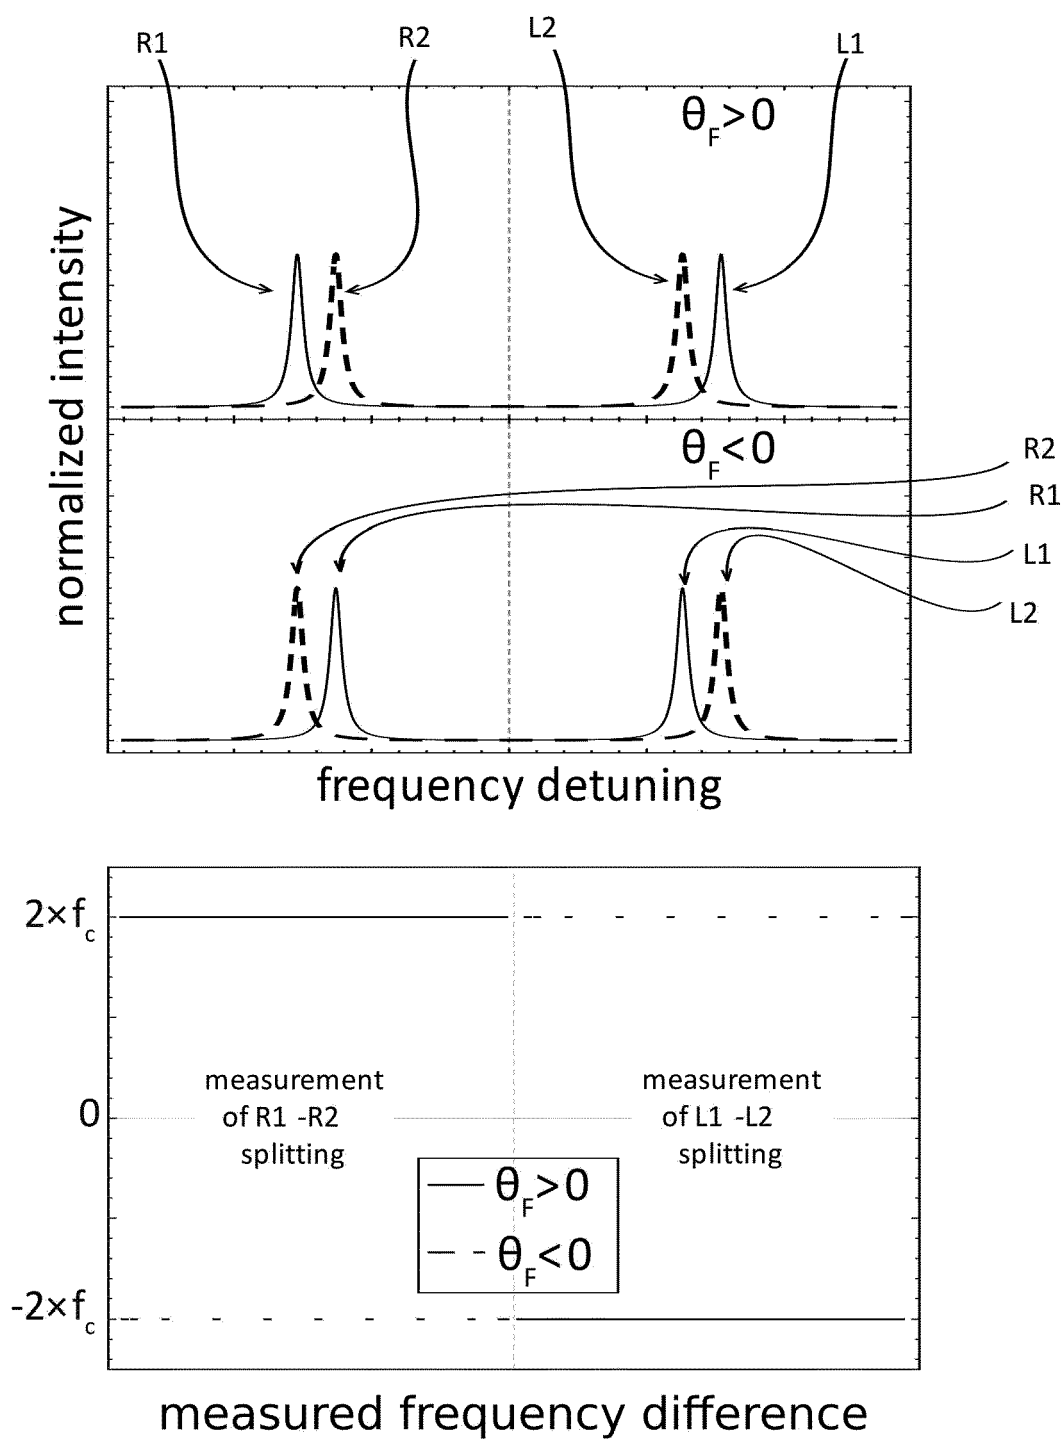 R1
R2
L2
L1
θF>0
normalized intensity
θF<0
R2
R1
L1
L2
frequency detuning
2×fc
0
-2×fc
measurement
of R1 -R2
splitting
measurement
of L1 -L2
splitting
θF>0
θF<0
measured frequency difference